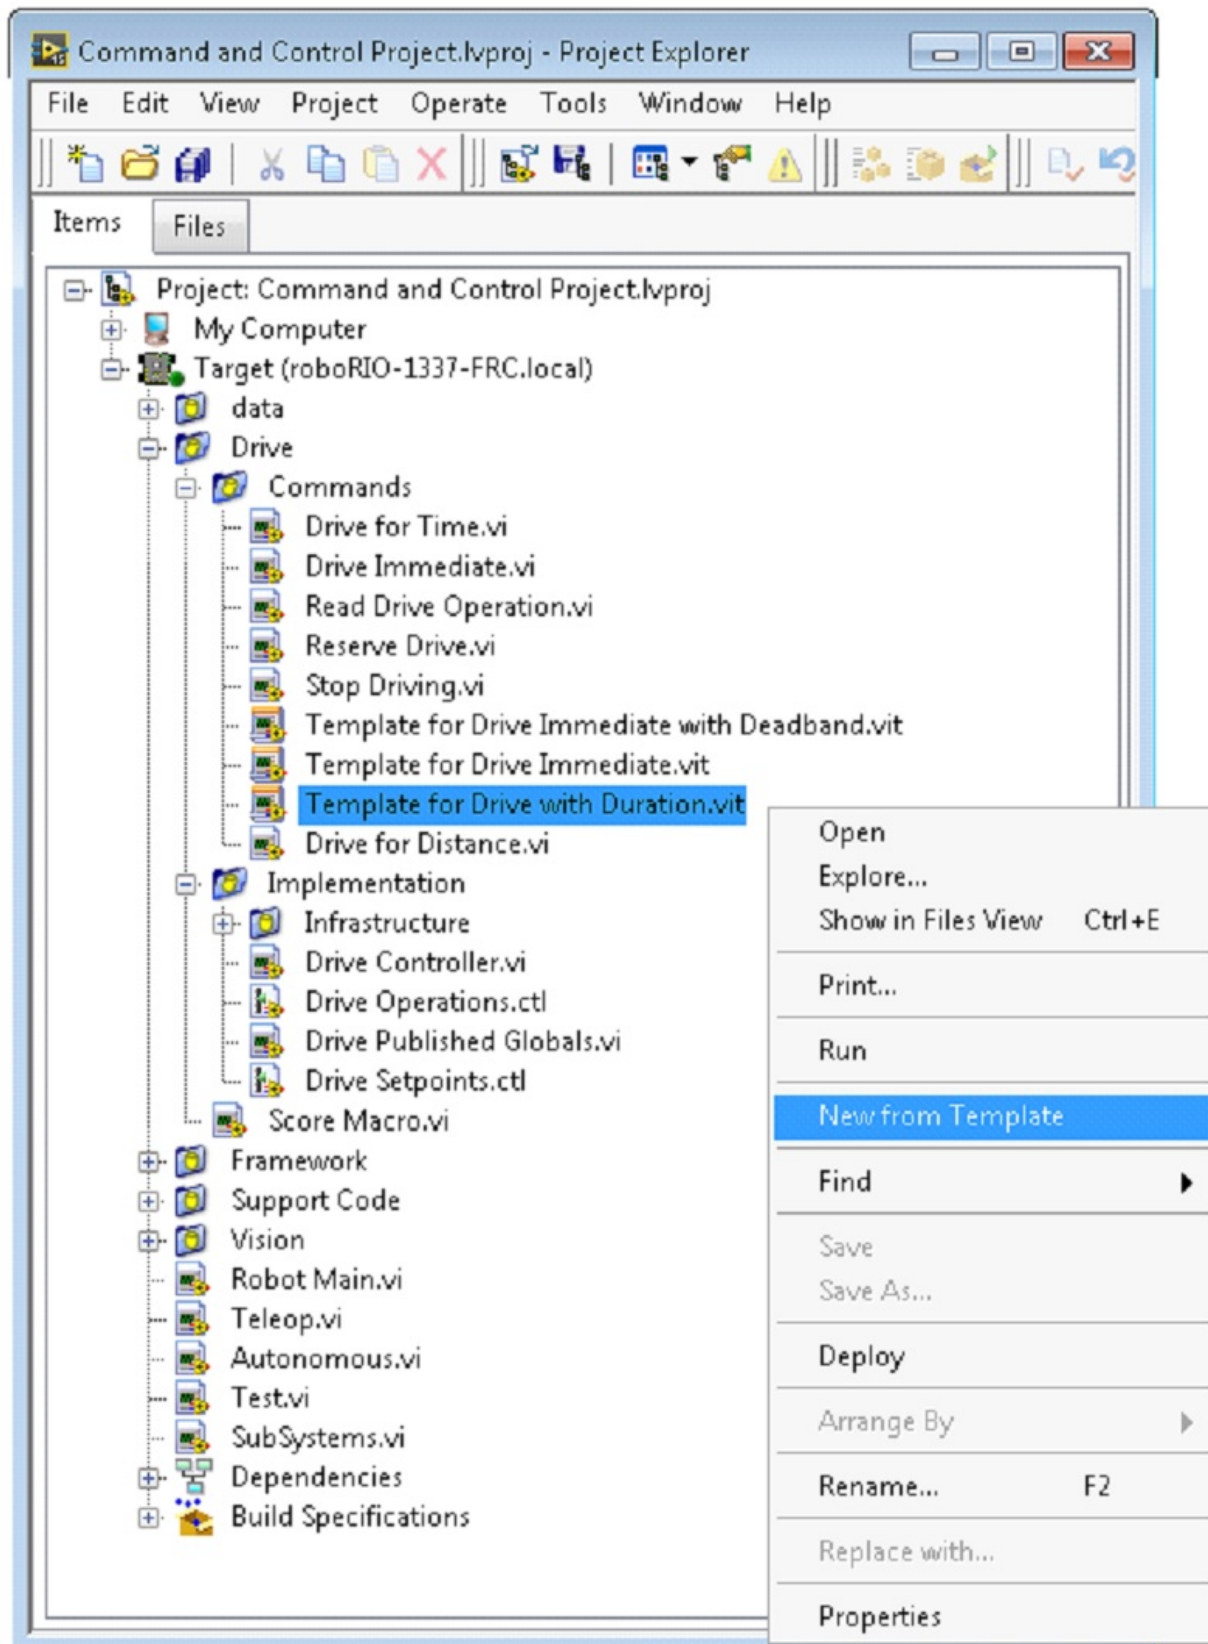 Command and Control Project.lvproj - Project Explorer
File Edit View Project Operate Tools Window Help
Items Files
Project: Command and Control Project.lvproj
My Computer
Target (roboRIO-1337-FRC.local)
data
Drive
Commands
Drive for Time.vi
Drive Immediate.vi
Read Drive Operation.vi
Reserve Drive.vi
Stop Driving.vi
Template for Drive Immediate with Deadband.vit
Template for Drive Immediate.vit
Template for Drive with Duration.vit
Drive for Distance.vi
Implementation
Infrastructure
Drive Controller.vi
Drive Operations.ctl
Drive Published Globals.vi
Drive Setpoints.ctl
Score Macro.vi
Framework
Support Code
Vision
Robot Main.vi
Teleop.vi
Autonomous.vi
Test.vi
SubSystems.vi
Dependencies
Build Specifications
Open
Explore...
Show in Files View Ctrl+E
Print...
Run
New from Template
Find
Save
Save As...
Deploy
Arrange By
Rename... F2
Replace with...
Properties